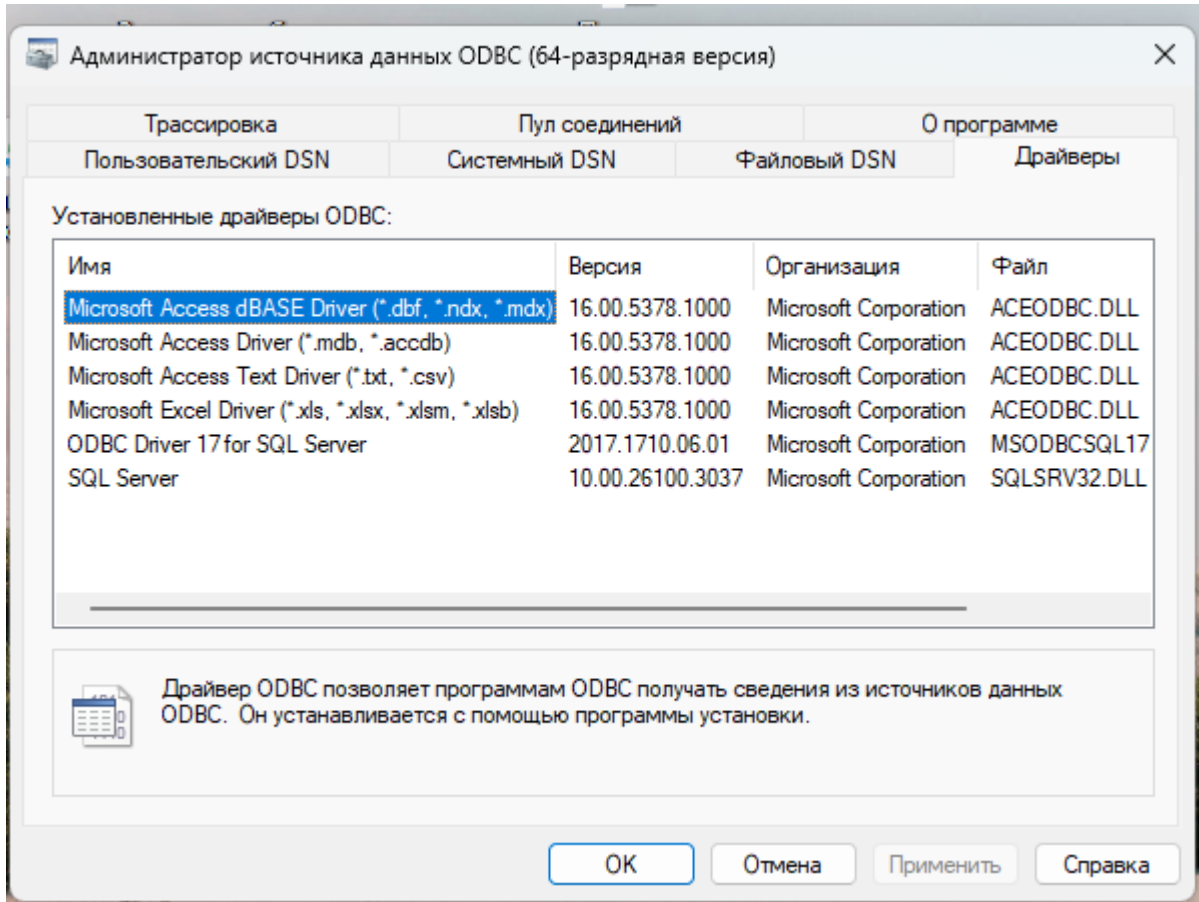 Администратор источника данных ODBC (64-разрядная версия)
Трассировка Пул соединений О программе
Пользовательский DSN Системный DSN Файловый DSN Драйверы
Установленные драйверы ODBC:
Имя Версия Организация Файл
Microsoft Access dBASE Driver (*.dbf, *.ndx, *.mdx) 16.00.5378.1000 Microsoft Corporation ACEODBC.DLL
Microsoft Access Driver (*.mdb, *.accdb) 16.00.5378.1000 Microsoft Corporation ACEODBC.DLL
Microsoft Access Text Driver (*.txt, *.csv) 16.00.5378.1000 Microsoft Corporation ACEODBC.DLL
Microsoft Excel Driver (*.xls, *.xlsx, *.xlsm, *.xlsb) 16.00.5378.1000 Microsoft Corporation ACEODBC.DLL
ODBC Driver 17 for SQL Server 2017.1710.06.01 Microsoft Corporation MSODBCSQL17
SQL Server 10.00.26100.3037 Microsoft Corporation SQLSRV32.DLL
Драйвер ODBC позволяет программам ODBC получать сведения из источников данных
ODBC. Он устанавливается с помощью программы установки.
OK Отмена Применить Справка